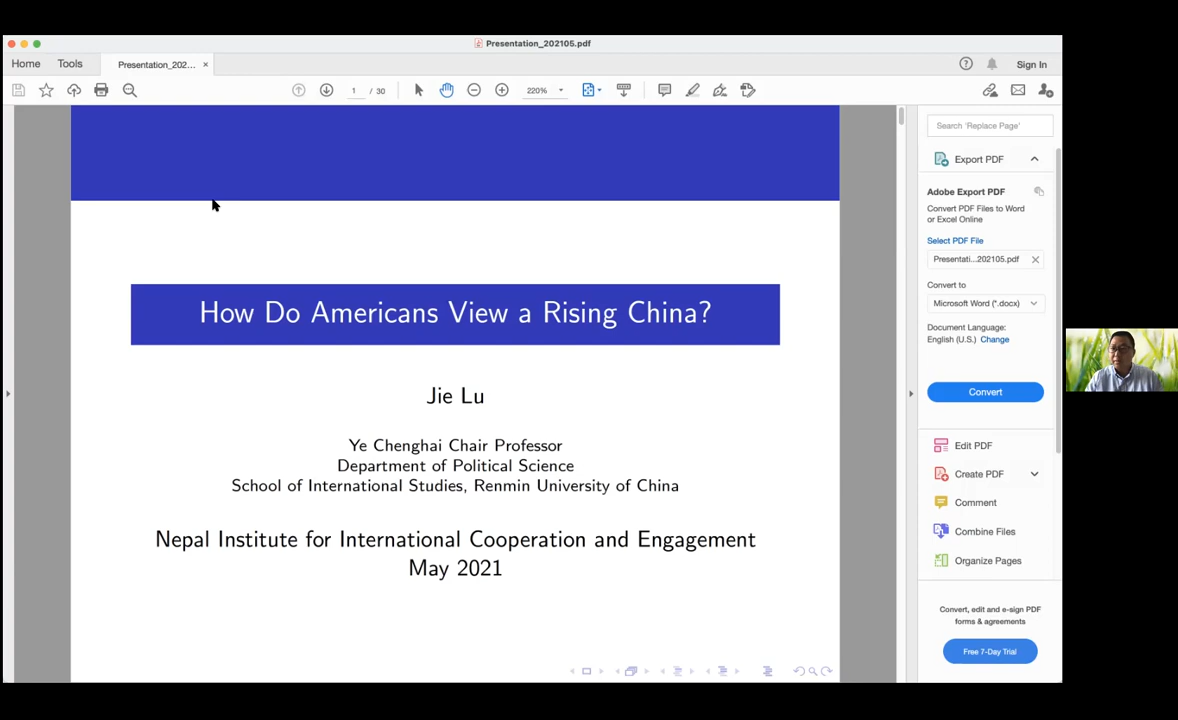 Presentation_202105.pdf
Home Tools Presentation_202... × Sign In
1 / 30 220%
How Do Americans View a Rising China?
Jie Lu
Ye Chenghai Chair Professor
Department of Political Science
School of International Studies, Renmin University of China
Nepal Institute for International Cooperation and Engagement
May 2021
Search 'Replace Page'
Export PDF
Adobe Export PDF
Convert PDF Files to Word
or Excel Online
Select PDF File
Presentati...202105.pdf
Convert to
Microsoft Word (*.docx)
Document Language:
English (U.S.) Change
Convert
Edit PDF
Create PDF
Comment
Combine Files
Organize Pages
Convert, edit and e-sign PDF
forms & agreements
Free 7-Day Trial